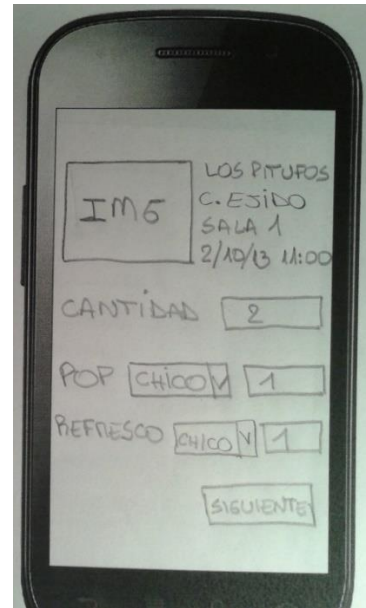 IMG
LOS PITUFOS
C. EJIDO
SALA 1
2/10/13 11:00
CANTIDAD 2
POP CHICO V 1
REFRESCO CHICO V 1
SIGUIENTE